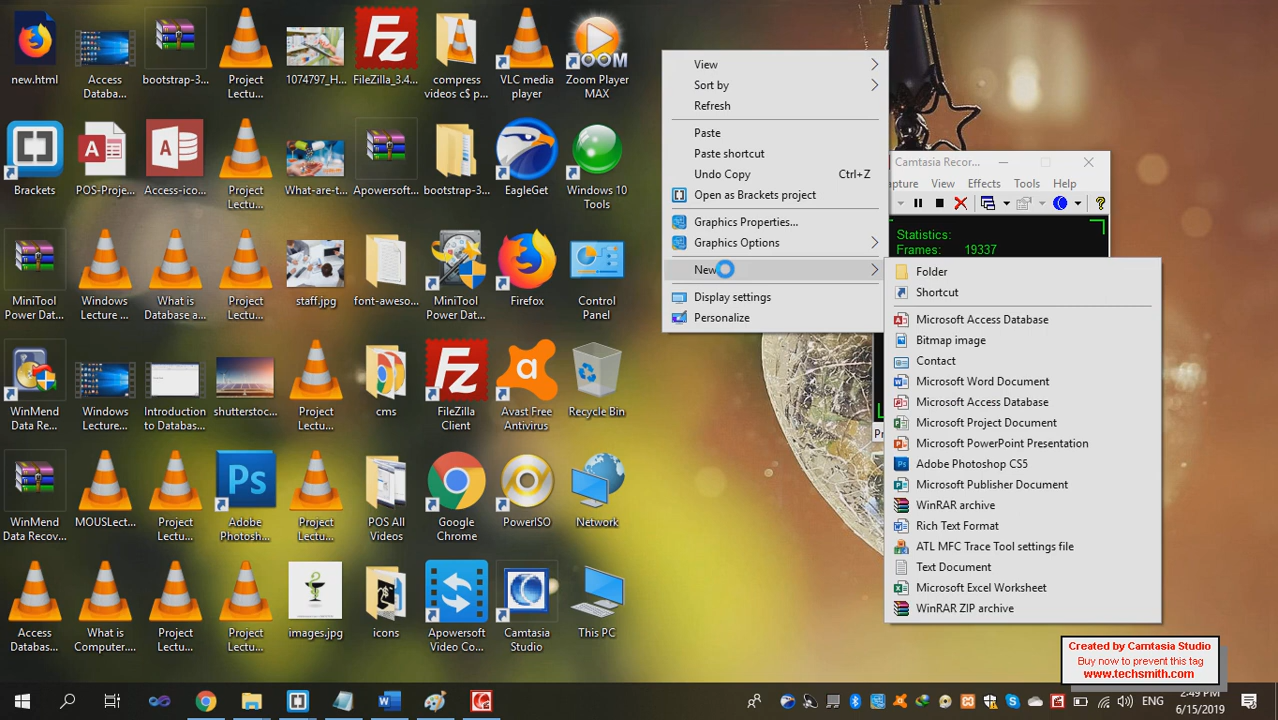 new.html
Access
Databa...
bootstrap-3...
Project
Lectu...
1074797_H...
FileZilla_3.4...
compress
videos c$ p...
VLC media
player
ZOOM
Zoom Player
MAX
Brackets
POS-Proje...
Access-ico...
Project
Lectu...
What-are-t...
Apowersoft...
bootstrap-3...
EagleGet
Windows 10
Tools
MiniTool
Power Dat...
Windows
Lecture ...
What is
Database a...
Project
Lectu...
staff.jpg
font-aweso...
MiniTool
Power Dat...
Firefox
Control
Panel
WinMend
Data Re...
Windows
Lecture...
Introduction
to Databas...
shutterstoc...
Project
Lectu...
cms
FileZilla
Client
Avast Free
Antivirus
Recycle Bin
WinMend
Data Recov...
MOUSLect...
Project
Lectu...
Adobe
Photosh...
Project
Lectu...
POS All
Videos
Google
Chrome
PowerISO
Network
Access
Databas...
What is
Computer....
Project
Lectu...
Project
Lectu...
images.jpg
icons
Apowersoft
Video Co...
Camtasia
Studio
This PC
View
Sort by
Refresh
Paste
Paste shortcut
Undo Copy Ctrl+Z
Open as Brackets project
Graphics Properties...
Graphics Options
New
Display settings
Personalize
Camtasia Recor...
apture View Effects Tools Help
Statistics:
Frames: 19337
Folder
Shortcut
Microsoft Access Database
Bitmap image
Contact
Microsoft Word Document
Microsoft Access Database
Microsoft Project Document
Microsoft PowerPoint Presentation
Adobe Photoshop CS5
Microsoft Publisher Document
WinRAR archive
Rich Text Format
ATL MFC Trace Tool settings file
Text Document
Microsoft Excel Worksheet
WinRAR ZIP archive
Created by Camtasia Studio
Buy now to prevent this tag
www.techsmith.com
ENG
2:49 PM
6/15/2019